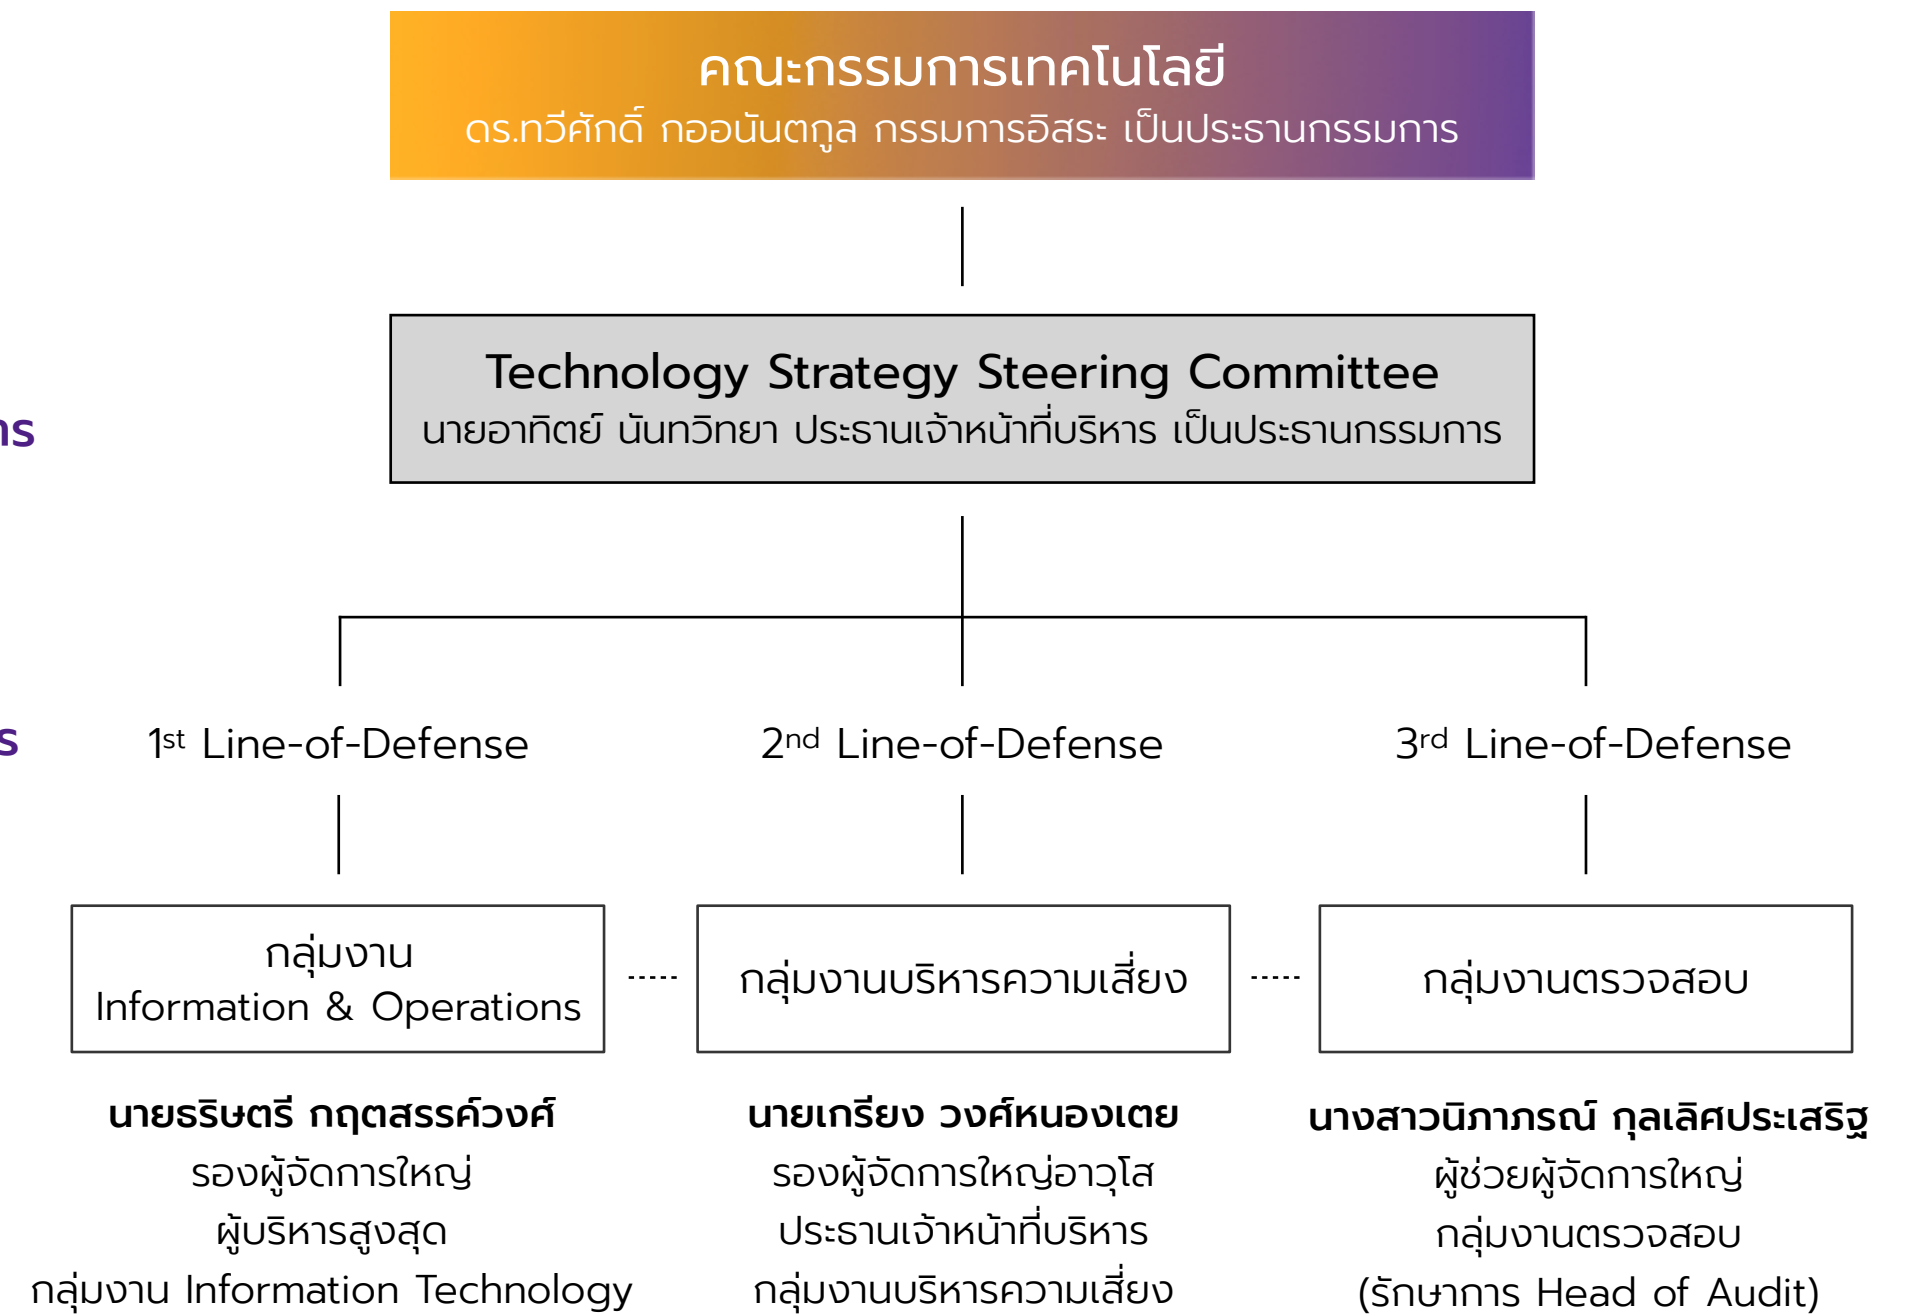 คณะกรรมการเทคโนโลยี
ดร.ทวีศักดิ์ กออนันตกูล กรรมการอิสระ เป็นประธานกรรมการ
Technology Strategy Steering Committee
นายอาทิตย์ นันทวิทยา ประธานเจ้าหน้าที่บริหาร เป็นประธานกรรมการ
1st Line-of-Defense
2nd Line-of-Defense
3rd Line-of-Defense
กลุ่มงาน
Information & Operations
กลุ่มงานบริหารความเสี่ยง
กลุ่มงานตรวจสอบ
นายธริษตรี กฤตสรรค์วงศ์
รองผู้จัดการใหญ่
ผู้บริหารสูงสุด
กลุ่มงาน Information Technology
นายเกรียง วงศ์หนองเตย
รองผู้จัดการใหญ่อาวุโส
ประธานเจ้าหน้าที่บริหาร
กลุ่มงานบริหารความเสี่ยง
นางสาวนิภาภรณ์ กุลเลิศประเสริฐ
ผู้ช่วยผู้จัดการใหญ่
กลุ่มงานตรวจสอบ
(รักษาการ Head of Audit)